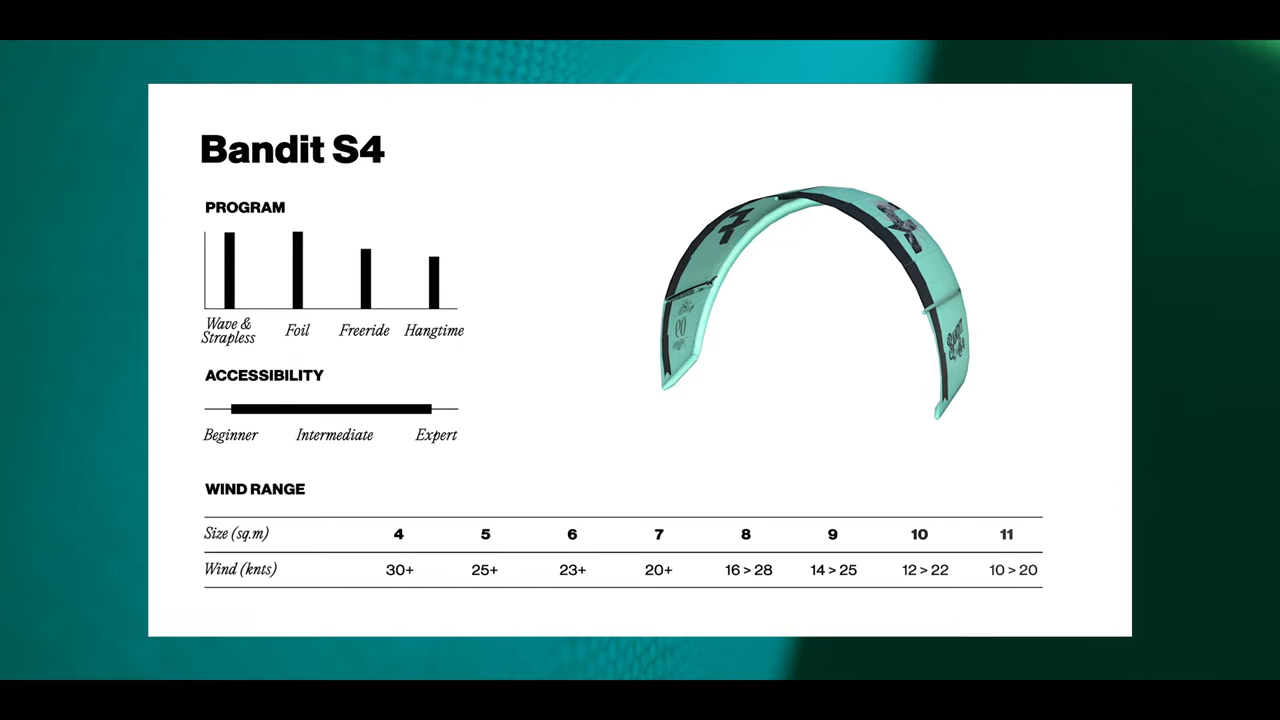 Bandit S4
PROGRAM
Wave &
Strapless
Foil
Freeride
Hangtime
ACCESSIBILITY
Beginner
Intermediate
Expert
WIND RANGE
Size (sq.m) 4 5 6 7 8 9 10 11
Wind (knts) 30+ 25+ 23+ 20+ 16 > 28 14 > 25 12 > 22 10 > 20
BANDIT